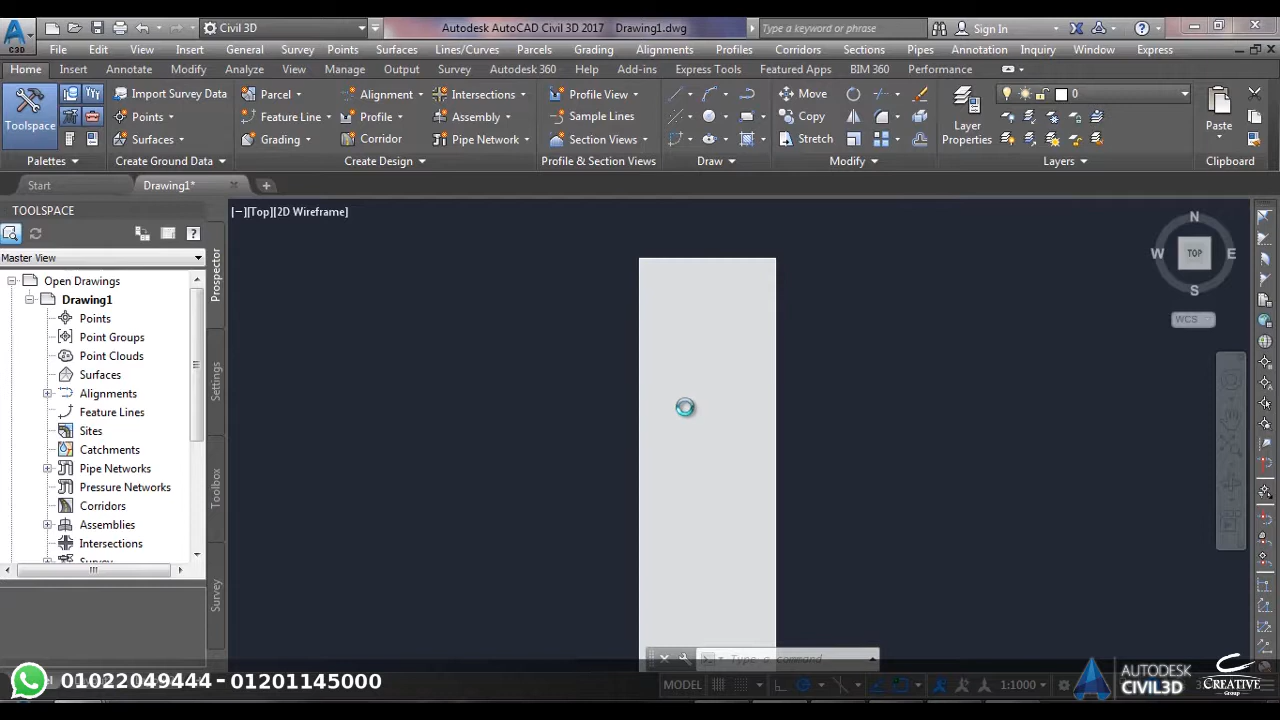 Civil 3D
Autodesk AutoCAD Civil 3D 2017 Drawing1.dwg
Type a keyword or phrase
Sign In
C3D
File Edit View Insert General Survey Points Surfaces Lines/Curves Parcels Grading Alignments Profiles Corridors Sections Pipes Annotation Inquiry Window Express
Home Insert Annotate Modify Analyze View Manage Output Survey Autodesk 360 Help Add-ins Express Tools Featured Apps BIM 360 Performance
Toolspace
Import Survey Data
Points
Surfaces
Parcel
Feature Line
Grading
Alignment
Profile
Corridor
Intersections
Assembly
Pipe Network
Profile View
Sample Lines
Section Views
Move
Copy
Stretch
Layer
Properties
0
Paste
Palettes Create Ground Data Create Design Profile & Section Views Draw Modify Layers Clipboard
Start Drawing1*
TOOLSPACE
Master View
Open Drawings
Drawing1
Points
Point Groups
Point Clouds
Surfaces
Alignments
Feature Lines
Sites
Catchments
Pipe Networks
Pressure Networks
Corridors
Assemblies
Intersections
Survey
Prospector
Settings
Toolbox
Survey
[−][Top][2D Wireframe]
N
W TOP E
S
WCS
Type a command
MODEL
1:1000
01022049444 - 01201145000
AUTODESK
CIVIL3D
CREATIVE
Group